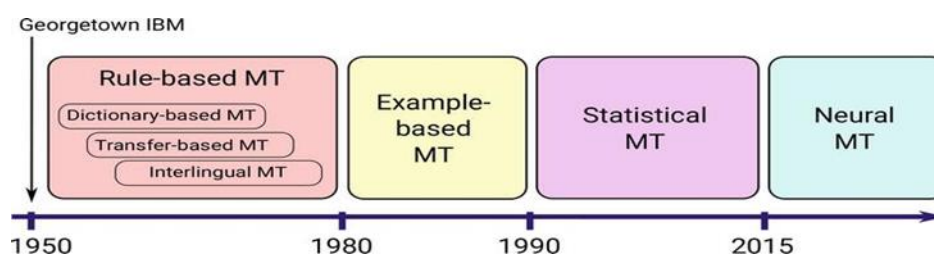 Georgetown IBM
Rule-based MT
Dictionary-based MT
Transfer-based MT
Interlingual MT
Example-
based
MT
Statistical
MT
Neural
MT
1950
1980
1990
2015